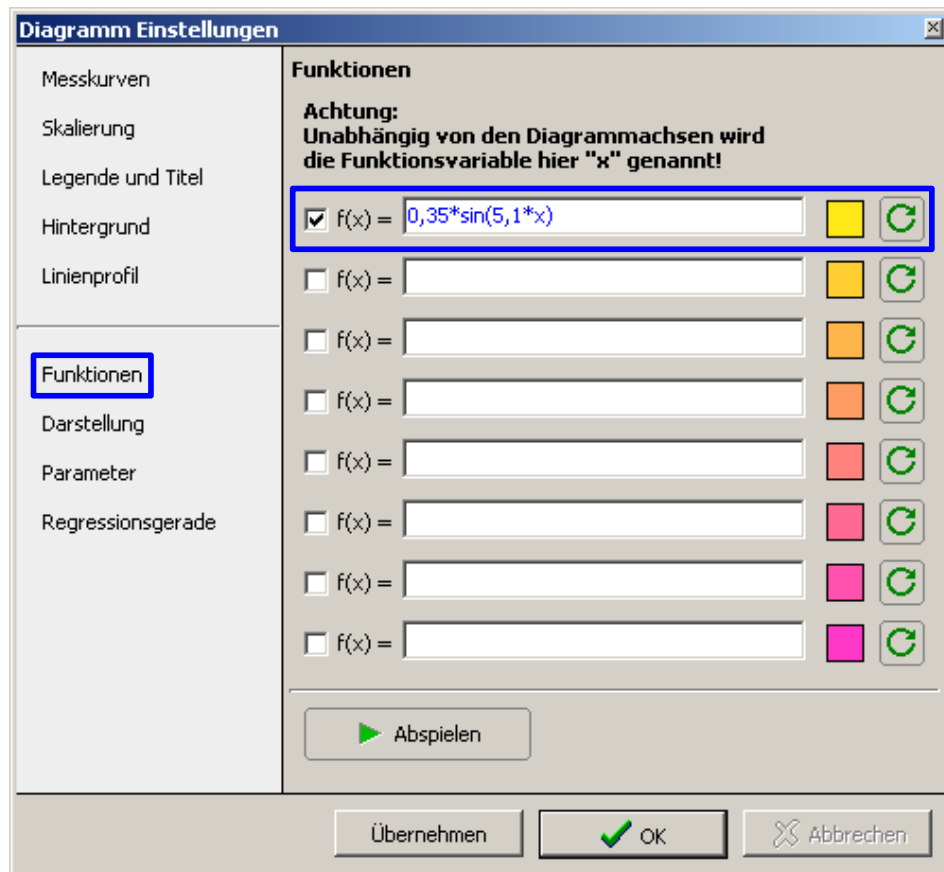 Diagramm Einstellungen
Messkurven
Skalierung
Legende und Titel
Hintergrund
Linienprofil
Funktionen
Darstellung
Parameter
Regressionsgerade
Funktionen
Achtung:
Unabhängig von den Diagrammachsen wird
die Funktionsvariable hier "x" genannt!
f(x) = 0,35*sin(5,1*x)
f(x) =
f(x) =
f(x) =
f(x) =
f(x) =
f(x) =
f(x) =
Abspielen
Übernehmen
OK
Abbrechen